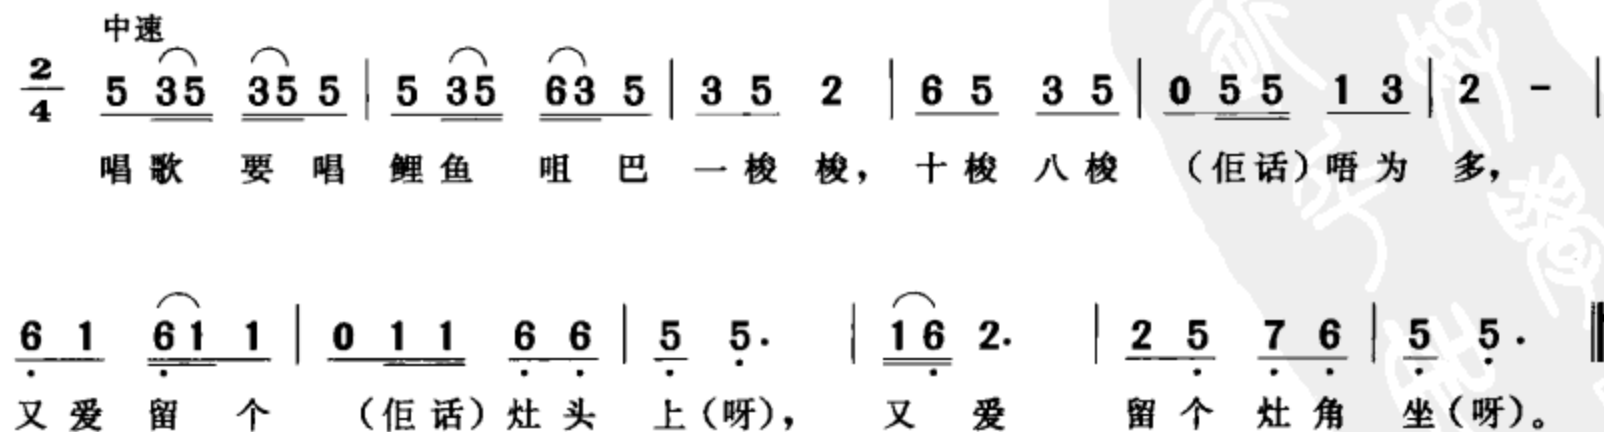 中速
2/4 5 35 35 5 | 5 35 63 5 | 3 5 2 | 6 5 3 5 | 0 55 1 3 | 2 - |
唱歌要唱鲤鱼咀巴一梭梭，十梭八梭（佢话）唔为多，
6 1 61 1 | 0 1 1 6 6 | 5 5. | 16 2. | 2 5 7 6 | 5 5. ‖
又爱留个（佢话）灶头上（呀），又爱留个灶角坐（呀）。